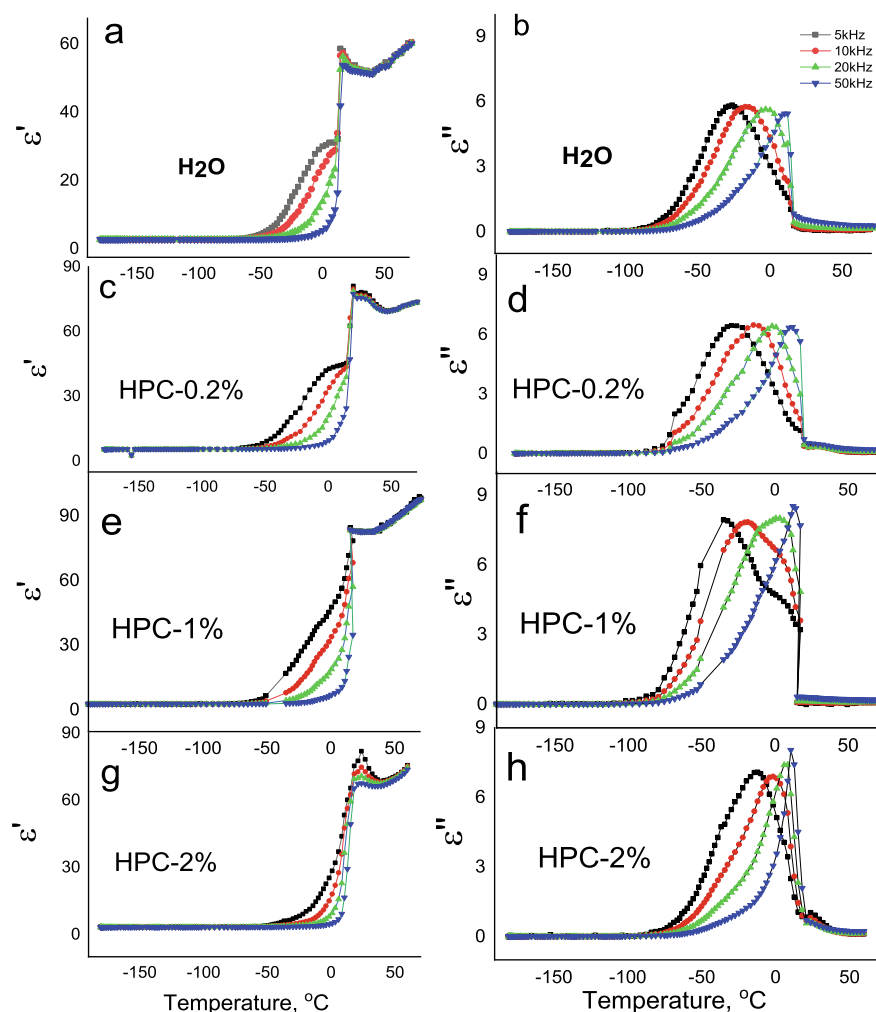 a
60
40
20
0
ε'
H2O
-150 -100 -50 0 50
b
9
6
3
0
ε"
H2O
5kHz
10kHz
20kHz
50kHz
-150 -100 -50 0 50
c
90
60
30
0
ε'
HPC-0.2%
-150 -100 -50 0 50
d
9
6
3
0
ε"
HPC-0.2%
-150 -100 -50 0 50
e
90
60
30
0
ε'
HPC-1%
-150 -100 -50 0 50
f
9
6
3
0
ε"
HPC-1%
-150 -100 -50 0 50
g
90
60
30
0
ε'
HPC-2%
-150 -100 -50 0 50
Temperature, °C
h
9
6
3
0
ε"
HPC-2%
-150 -100 -50 0 50
Temperature, °C